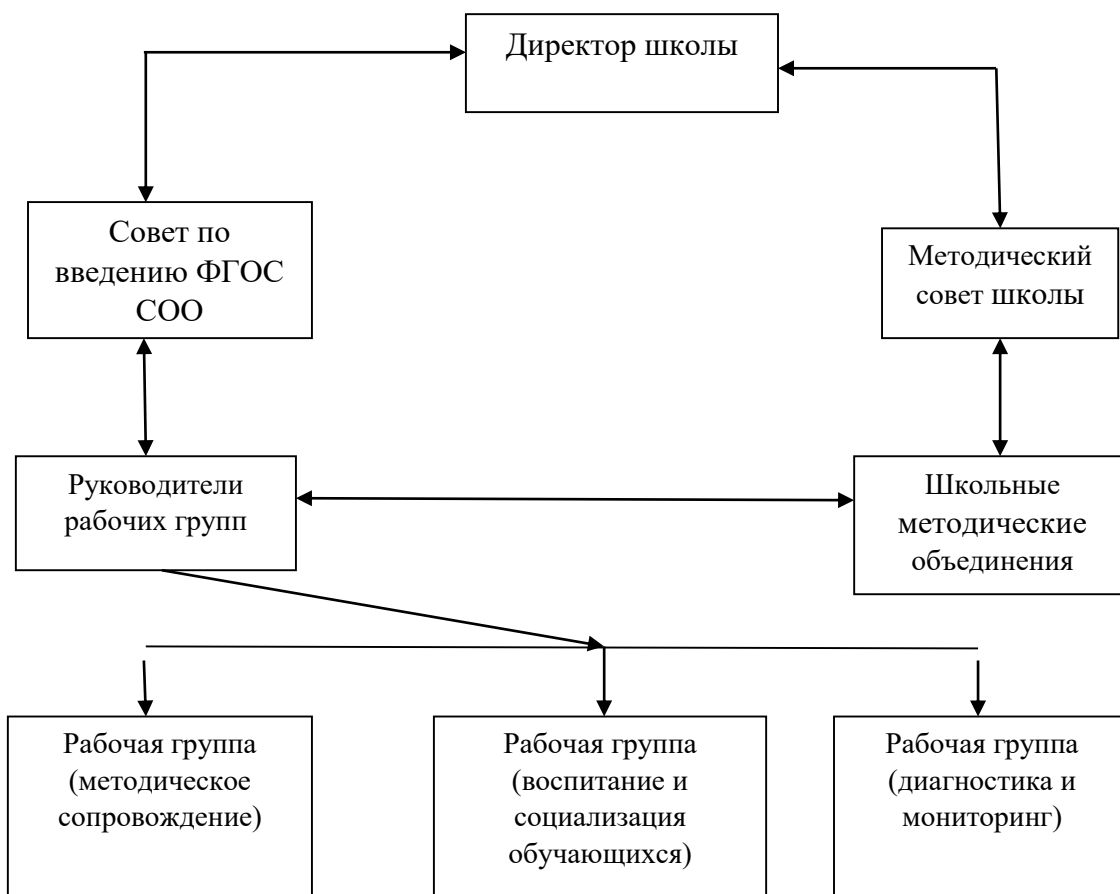 Директор школы
Совет по
введению ФГОС
СОО
Методический
совет школы
Руководители
рабочих групп
Школьные
методические
объединения
Рабочая группа
(методическое
сопровождение)
Рабочая группа
(воспитание и
социализация
обучающихся)
Рабочая группа
(диагностика и
мониторинг)